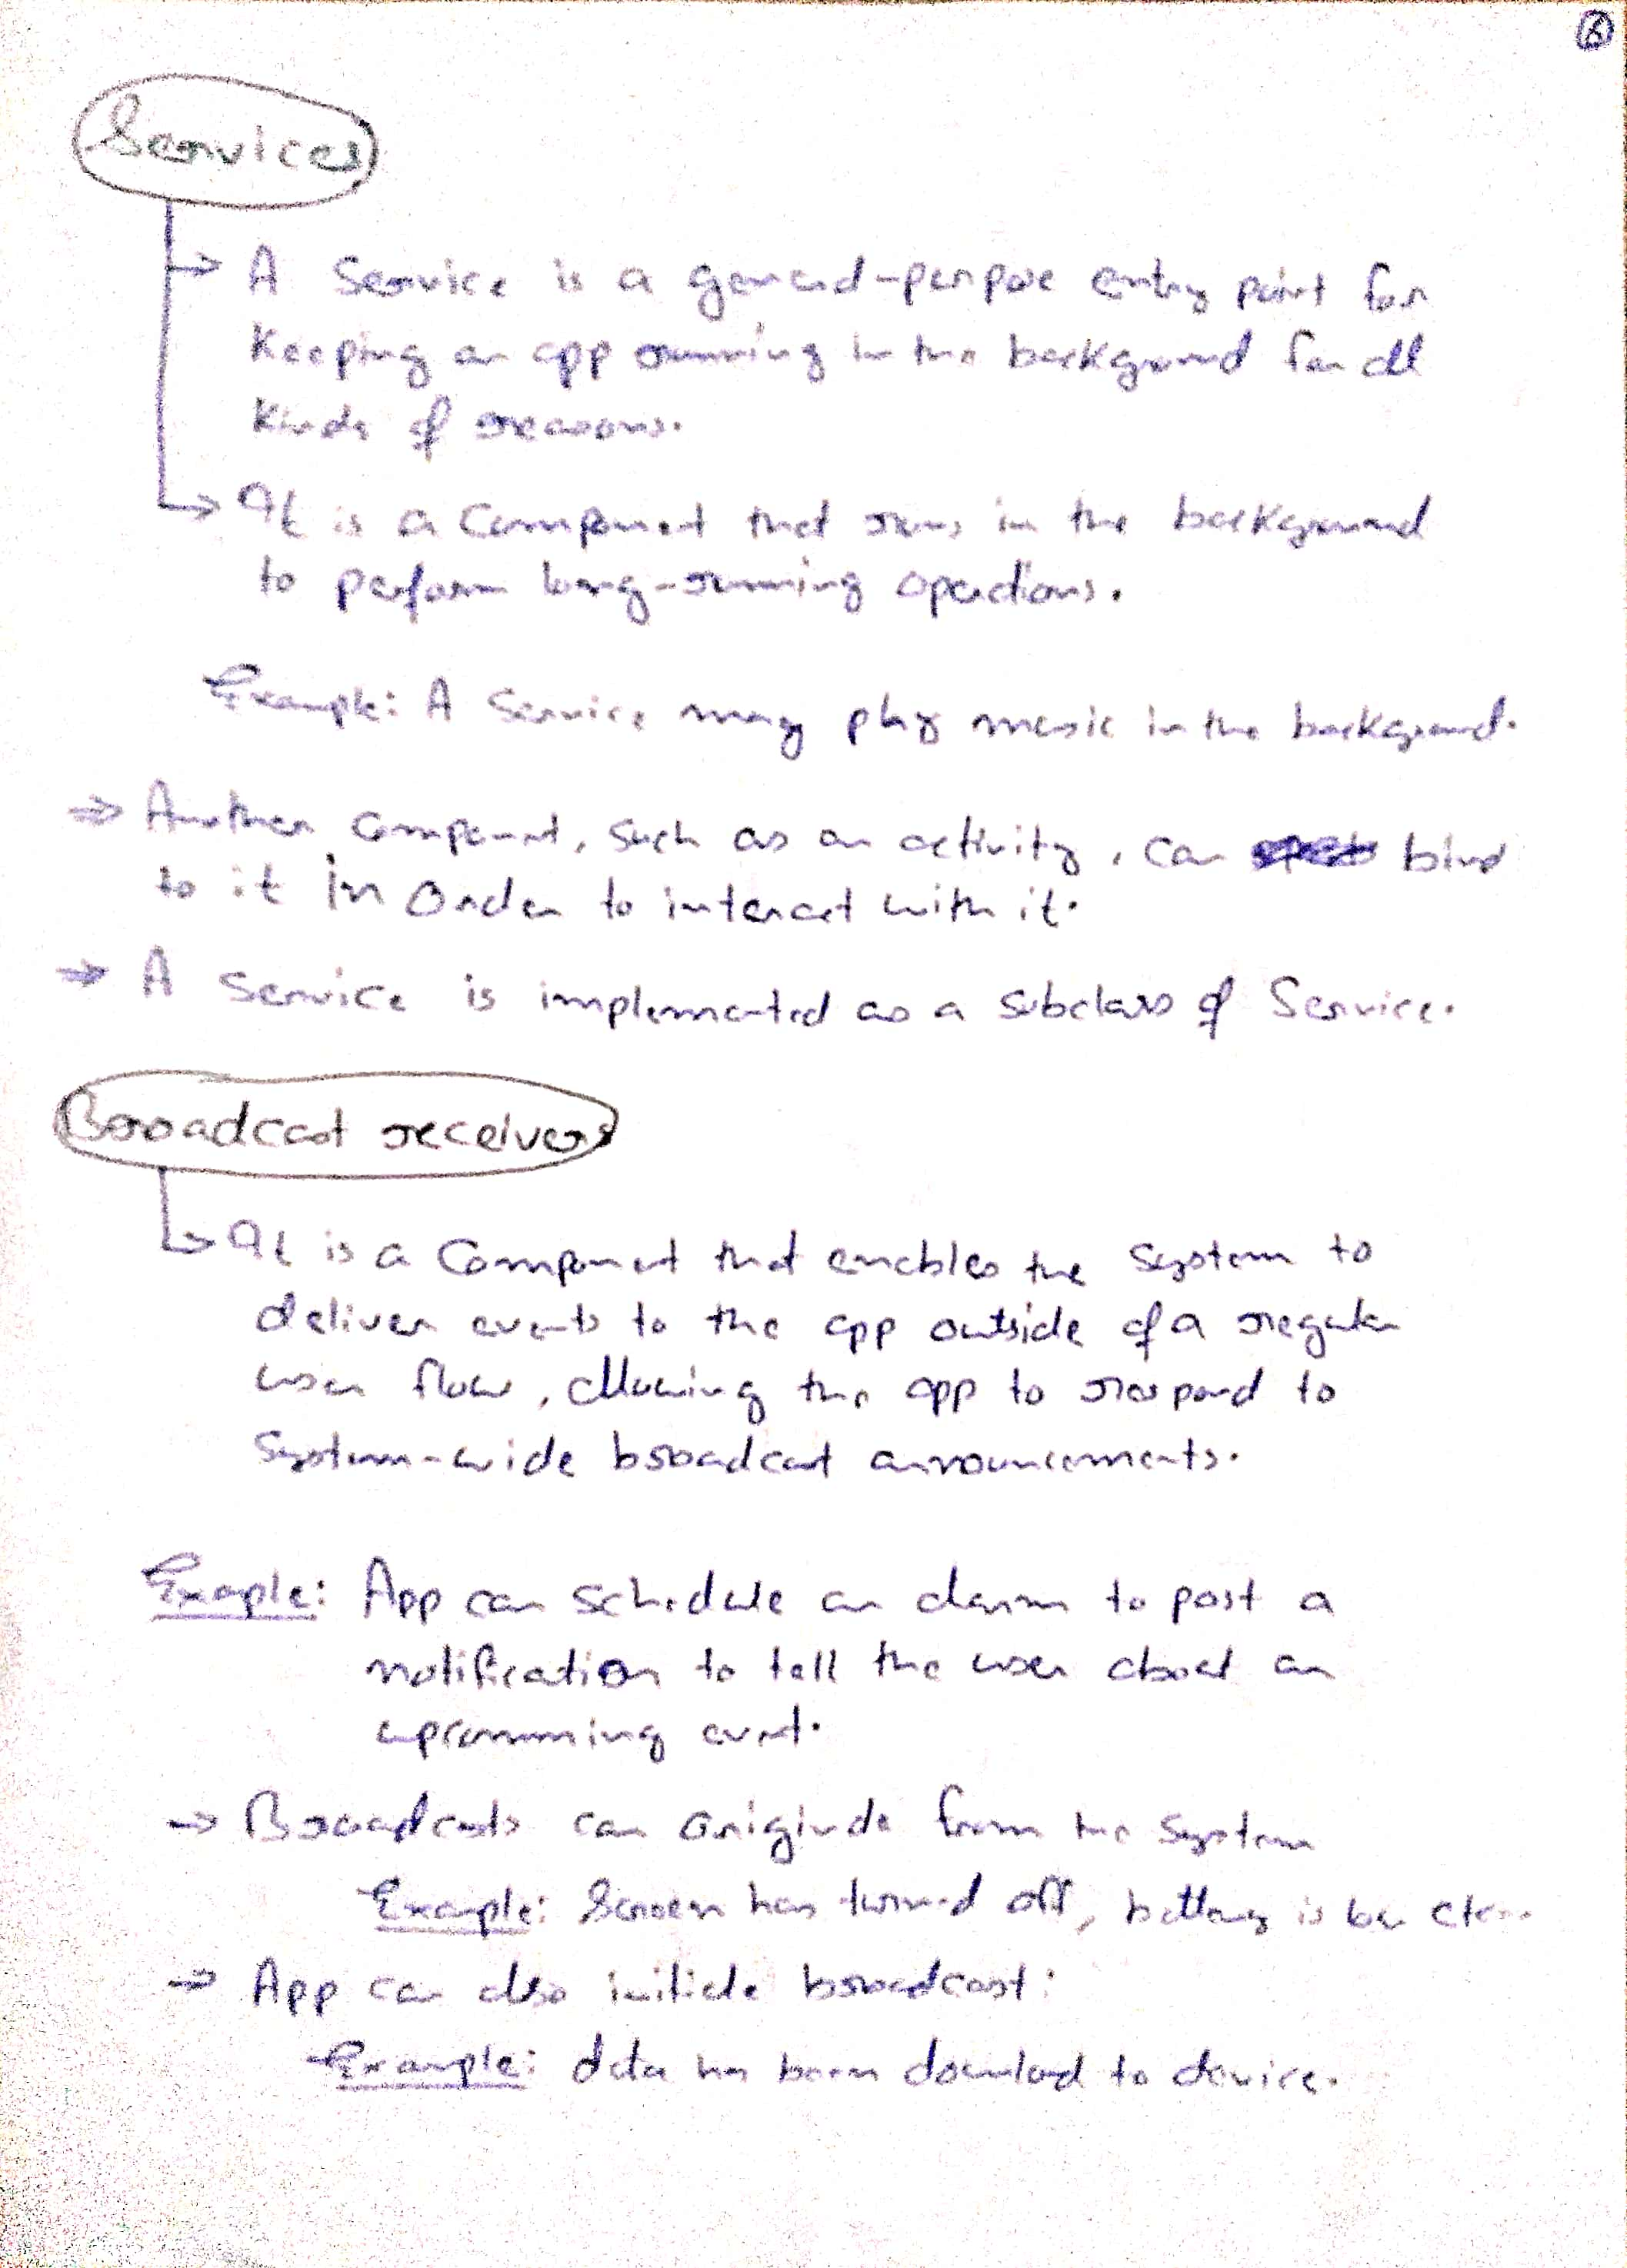 6
Services
→ A Service is a general-purpose entry point for
Keeping an app running in the background for all
Kinds of reasons.
→ It is a Component that runs in the background
to perform long-running operations.
Example: A Service may play music in the background.
⇒ Another component, such as an activity, can bind
to it in order to interact with it.
⇒ A Service is implemented as a subclass of Service.
Broadcast receivers
→ It is a Component that enables the system to
deliver events to the app outside of a regular
user flow, allowing the app to respond to
System-wide broadcast announcements.
Example: App can schedule an alarm to post a
notification to tell the user about an
upcomming event.
→ Broadcasts can originate from the System
Example: Screen has turned off, battery is low etc...
→ App can also initiate broadcast:
Example: data has been download to device.